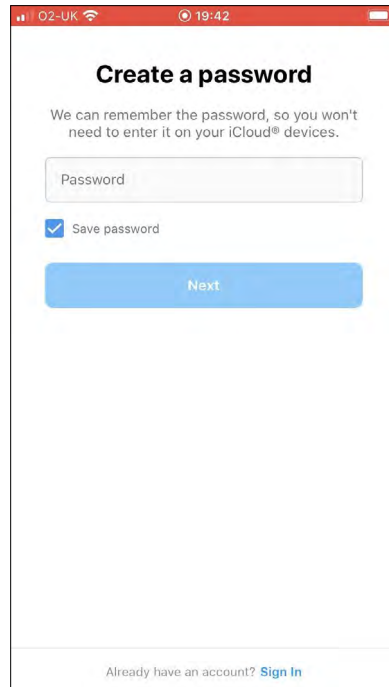 O2-UK 19:42
Create a password
We can remember the password, so you won't
need to enter it on your iCloud® devices.
Password
Save password
Next
Already have an account? Sign In